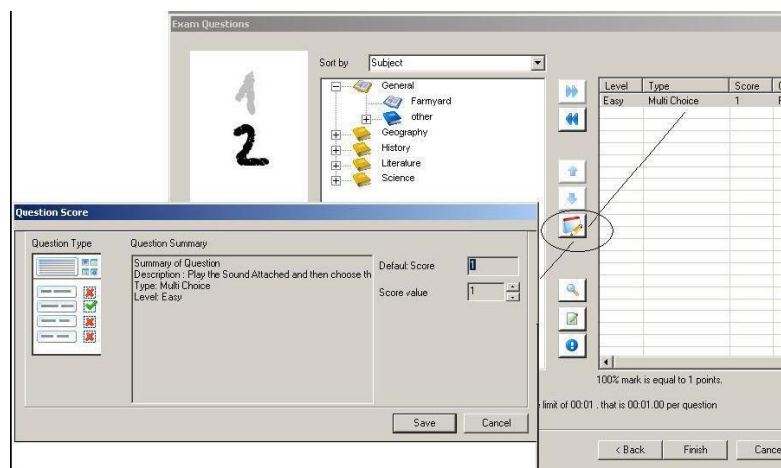 Exam Questions
1
2
Sort by Subject
General
Farmyard
other
Geography
History
Literature
Science
Level Type Score
Easy Multi Choice 1
Question Score
Question Type
Question Summary
Summary of Question
Description : Play the Sound Attached and then choose th
Type: Multi Choice
Level: Easy
Default Score 1
Score value 1
Save Cancel
100% mark is equal to 1 points.
limit of 00:01 . that is 00:01.00 per question
< Back Finish Cance